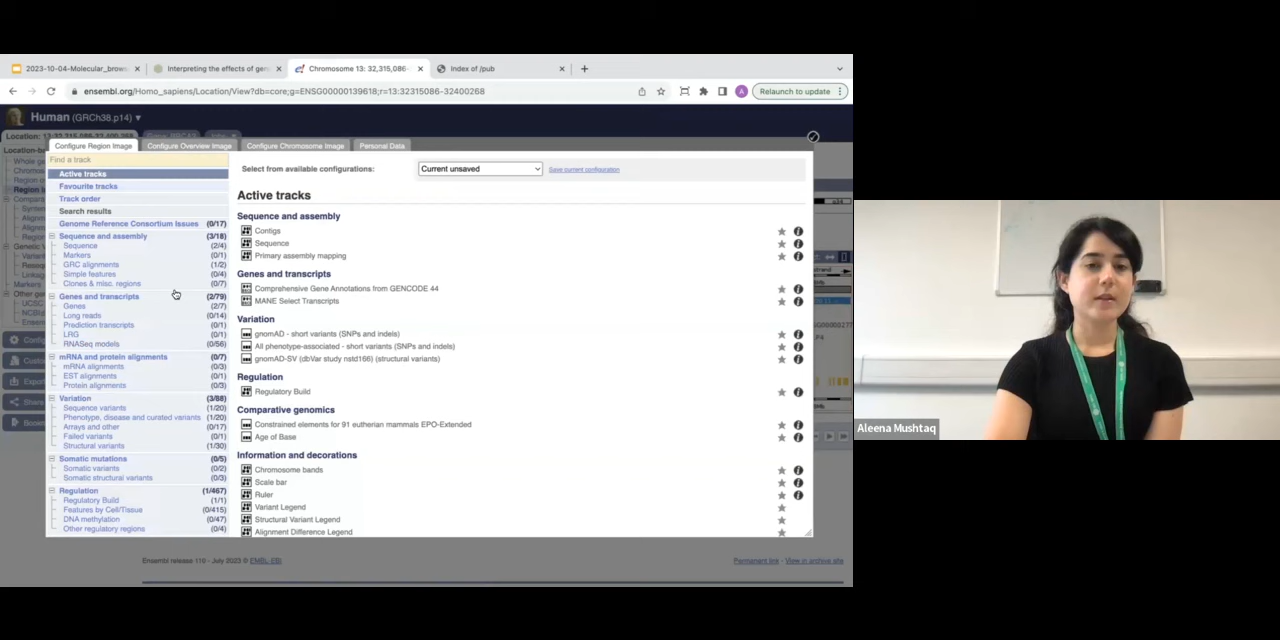 2023-10-04-Molecular_brows
Interpreting the effects of gen
Chromosome 13: 32,315,086-
Index of /pub
ensembl.org/Homo_sapiens/Location/View?db=core;g=ENSG00000139618;r=13:32315086-32400268
A
Relaunch to update
Human (GRCh38.p14) ▼
Location: 13:32,315,086-32,400,268
Gene: BRCA2
Jobs ▼
Configure Region Image
Configure Overview Image
Configure Chromosome Image
Personal Data
Find a track
Active tracks
Favourite tracks
Track order
Search results
Genome Reference Consortium Issues (0/17)
Sequence and assembly (3/18)
Sequence (2/4)
Markers (0/1)
GRC alignments (1/2)
Simple features (0/4)
Clones & misc. regions (0/7)
Genes and transcripts (2/79)
Genes (2/7)
Long reads (0/14)
Prediction transcripts (0/1)
LRG (0/1)
RNASeq models (0/56)
mRNA and protein alignments (0/7)
mRNA alignments (0/3)
EST alignments (0/1)
Protein alignments (0/3)
Variation (3/88)
Sequence variants (1/20)
Phenotype, disease and curated variants (1/20)
Arrays and other (0/17)
Failed variants (0/1)
Structural variants (1/30)
Somatic mutations (0/5)
Somatic variants (0/2)
Somatic structural variants (0/3)
Regulation (1/467)
Regulatory Build (1/1)
Features by Cell/Tissue (0/415)
DNA methylation (0/47)
Other regulatory regions (0/4)
Select from available configurations:
Current unsaved
Save current configuration
Active tracks
Sequence and assembly
Contigs
Sequence
Primary assembly mapping
Genes and transcripts
Comprehensive Gene Annotations from GENCODE 44
MANE Select Transcripts
Variation
gnomAD - short variants (SNPs and indels)
All phenotype-associated - short variants (SNPs and indels)
gnomAD-SV (dbVar study nstd166) (structural variants)
Regulation
Regulatory Build
Comparative genomics
Constrained elements for 91 eutherian mammals EPO-Extended
Age of Base
Information and decorations
Chromosome bands
Scale bar
Ruler
Variant Legend
Structural Variant Legend
Alignment Difference Legend
Ensembl release 110 - July 2023 © EMBL-EBI
Permanent link - View in archive site
Aleena Mushtaq